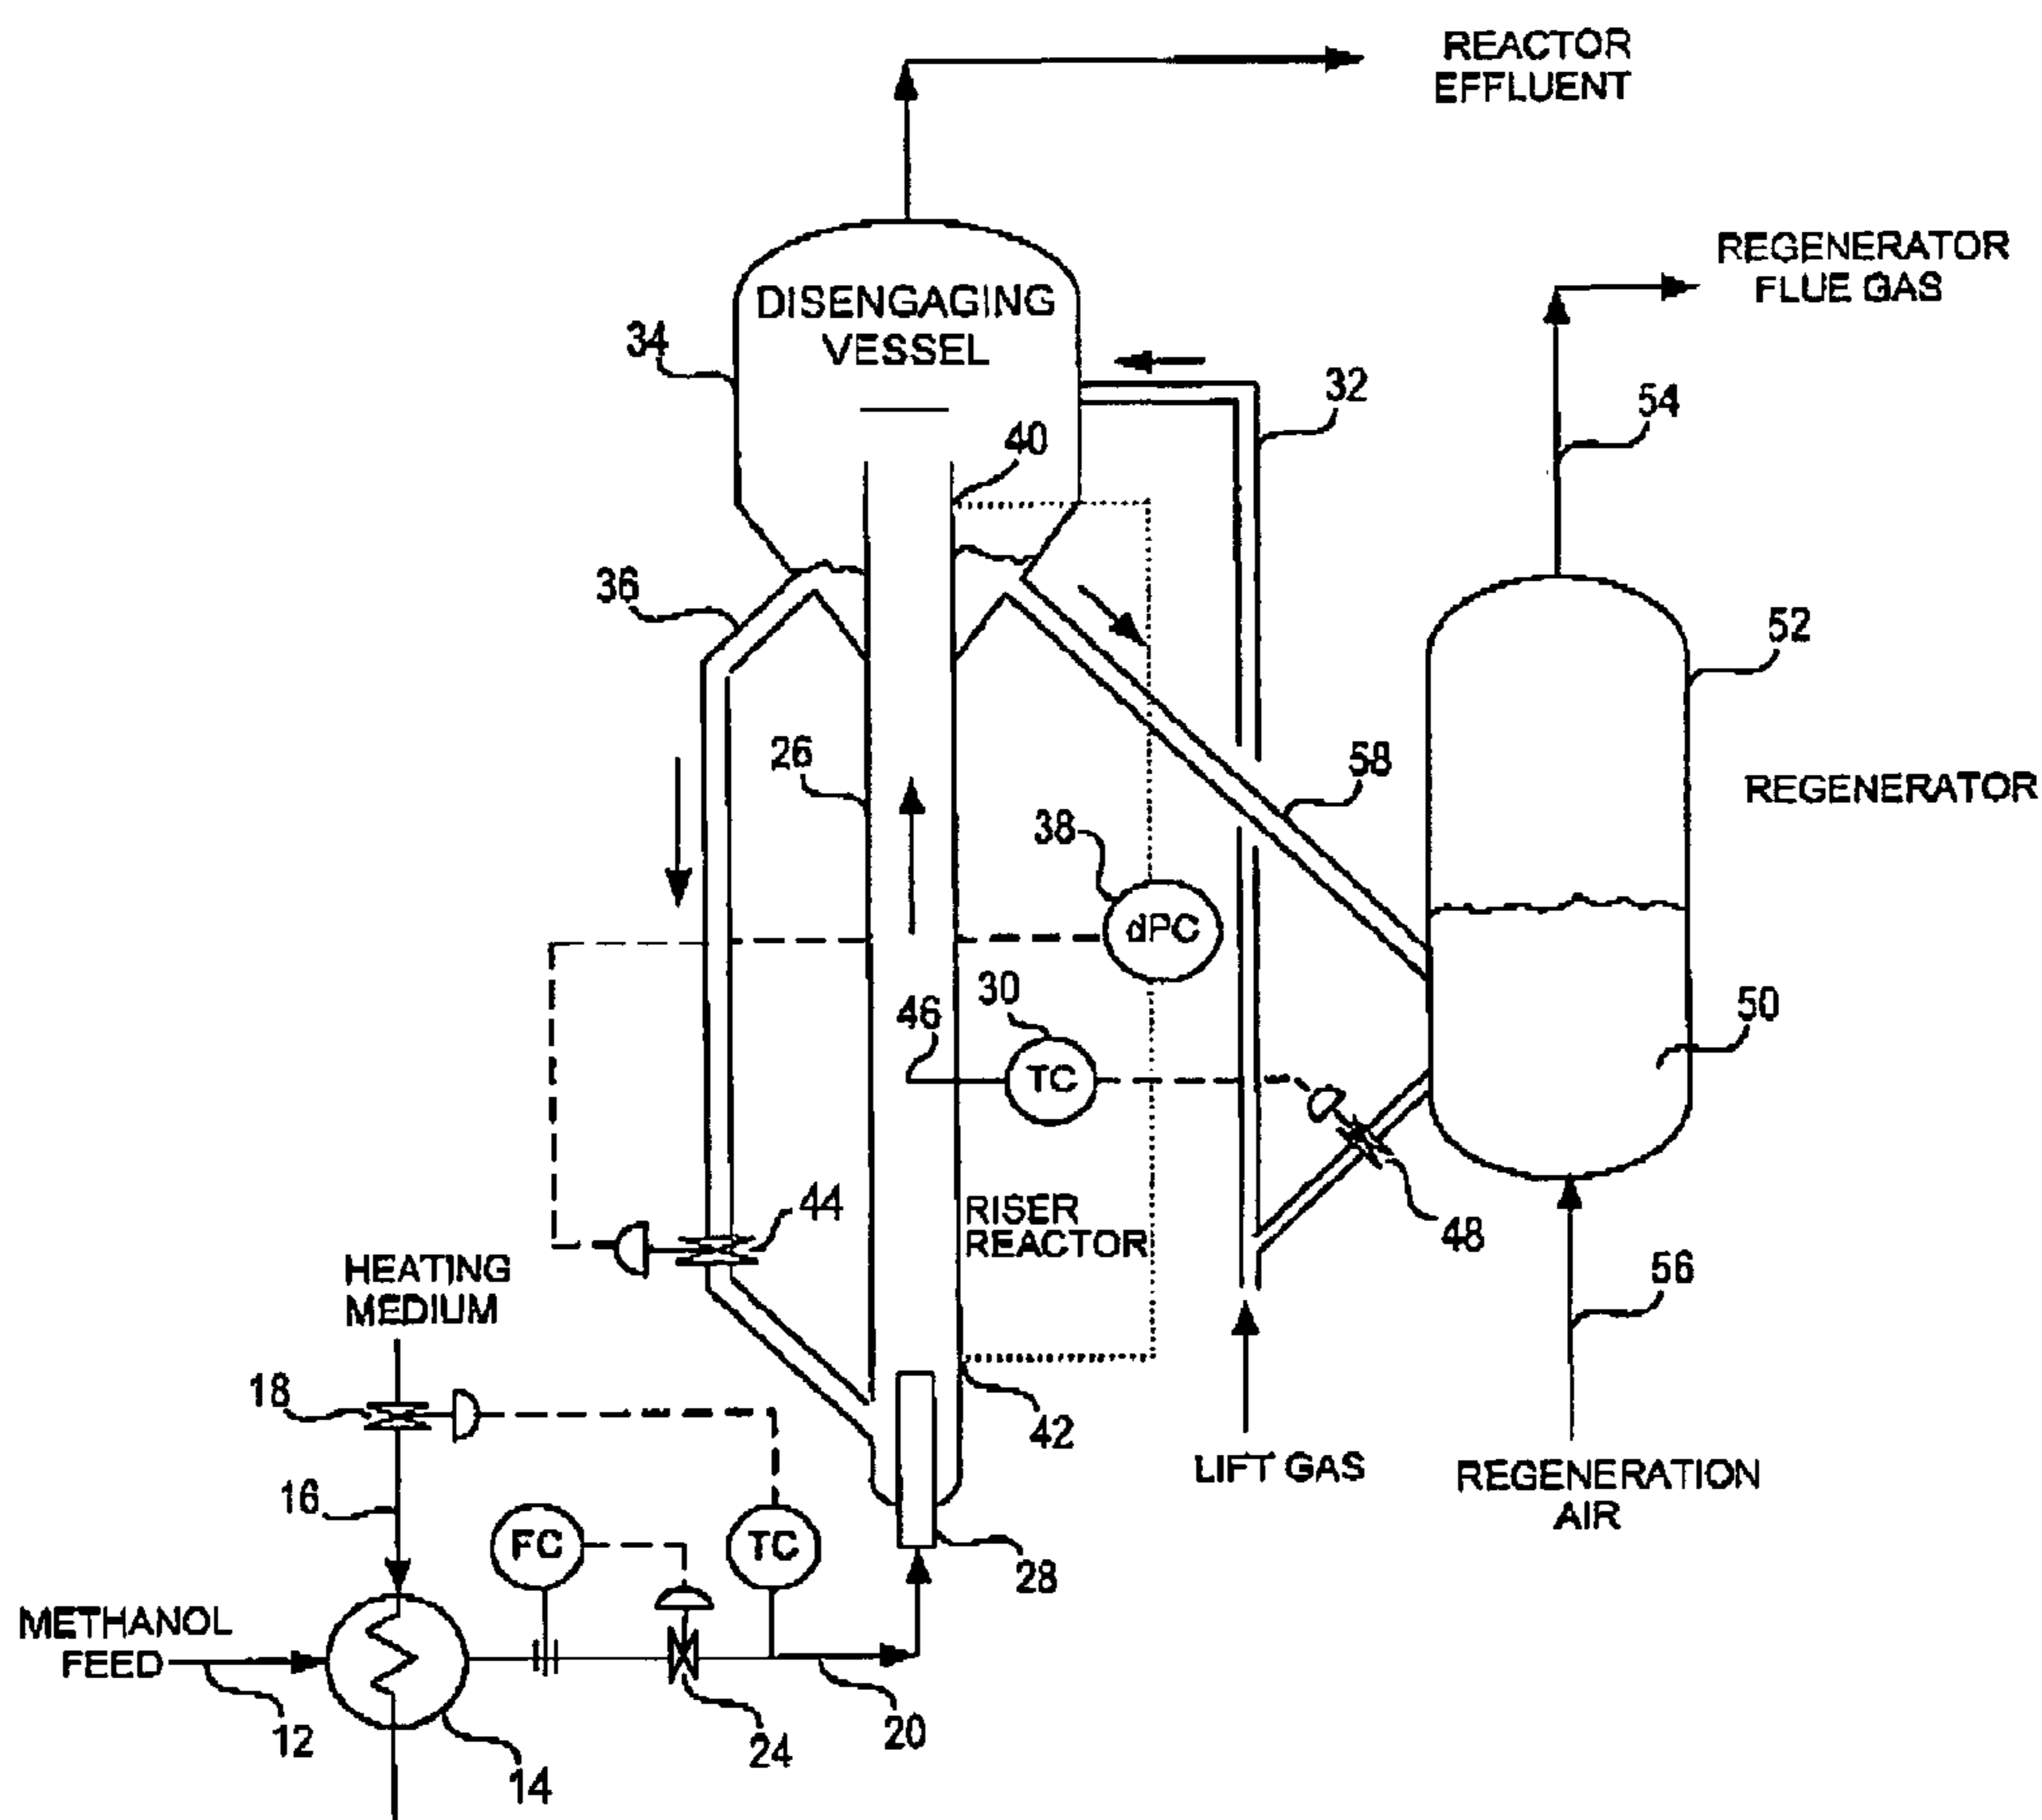 REACTOR
EFFLUENT
REGENERATOR
FLUE GAS
DISENGAGING
VESSEL
34
32
54
40
36
52
26
58
REGENERATOR
38
dPC
30
46
TC
50
RISER
REACTOR
44
48
HEATING
MEDIUM
56
18
42
LIFT GAS
REGENERATION
AIR
16
FC
TC
28
METHANOL
FEED
12
14
24
20